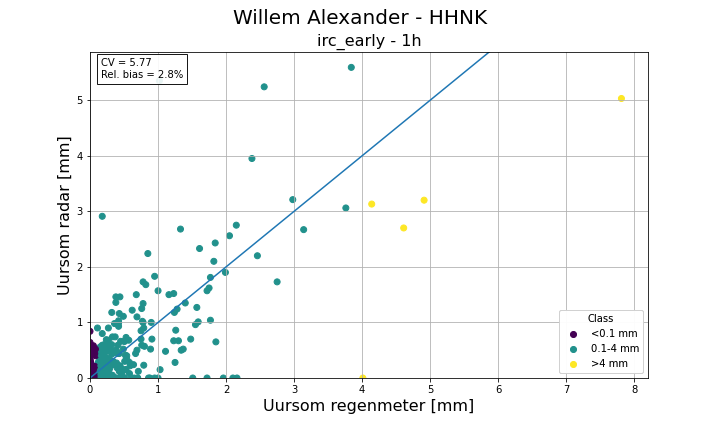 Willem Alexander - HHNK
irc_early - 1h
CV = 5.77
Rel. bias = 2.8%
Uursom radar [mm]
5
4
3
2
1
0
0 1 2 3 4 5 6 7 8
Uursom regenmeter [mm]
Class
<0.1 mm
0.1-4 mm
>4 mm